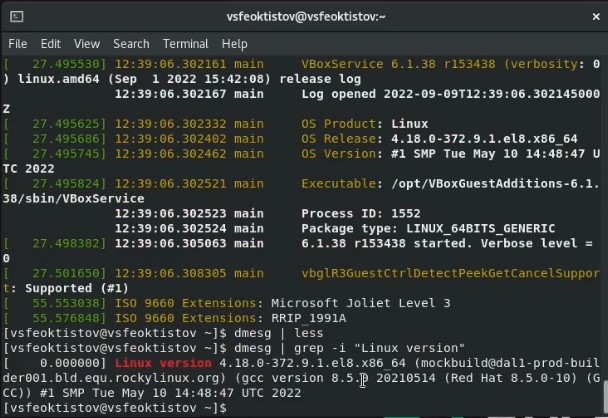 vsfeoktistov@vsfeoktistov:~
File Edit View Search Terminal Help
[   27.495530] 12:39:06.302161 main     VBoxService 6.1.38 r153438 (verbosity: 0
) linux.amd64 (Sep  1 2022 15:42:08) release log
               12:39:06.302167 main     Log opened 2022-09-09T12:39:06.302145000
Z
[   27.495625] 12:39:06.302332 main     OS Product: Linux
[   27.495686] 12:39:06.302402 main     OS Release: 4.18.0-372.9.1.el8.x86_64
[   27.495745] 12:39:06.302462 main     OS Version: #1 SMP Tue May 10 14:48:47 U
TC 2022
[   27.495824] 12:39:06.302521 main     Executable: /opt/VBoxGuestAdditions-6.1.
38/sbin/VBoxService
               12:39:06.302523 main     Process ID: 1552
               12:39:06.302524 main     Package type: LINUX_64BITS_GENERIC
[   27.498382] 12:39:06.305063 main     6.1.38 r153438 started. Verbose level =
0
[   27.501650] 12:39:06.308305 main     vbglR3GuestCtrlDetectPeekGetCancelSuppor
t: Supported (#1)
[   55.553038] ISO 9660 Extensions: Microsoft Joliet Level 3
[   55.576848] ISO 9660 Extensions: RRIP_1991A
[vsfeoktistov@vsfeoktistov ~]$ dmesg | less
[vsfeoktistov@vsfeoktistov ~]$ dmesg | grep -i "Linux version"
[    0.000000] Linux version 4.18.0-372.9.1.el8.x86_64 (mockbuild@dal1-prod-buil
der001.bld.equ.rockylinux.org) (gcc version 8.5.0 20210514 (Red Hat 8.5.0-10) (G
CC)) #1 SMP Tue May 10 14:48:47 UTC 2022
[vsfeoktistov@vsfeoktistov ~]$